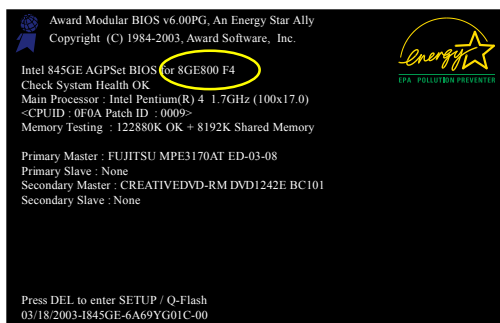 Award Modular BIOS v6.00PG, An Energy Star Ally
Copyright (C) 1984-2003, Award Software, Inc.
energy
EPA POLLUTION PREVENTER
Intel 845GE AGPSet BIOS for 8GE800 F4
Check System Health OK
Main Processor : Intel Pentium(R) 4 1.7GHz (100x17.0)
<CPUID : 0F0A Patch ID : 0009>
Memory Testing : 122880K OK + 8192K Shared Memory
Primary Master : FUJITSU MPE3170AT ED-03-08
Primary Slave : None
Secondary Master : CREATIVEDVD-RM DVD1242E BC101
Secondary Slave : None
Press DEL to enter SETUP / Q-Flash
03/18/2003-I845GE-6A69YG01C-00